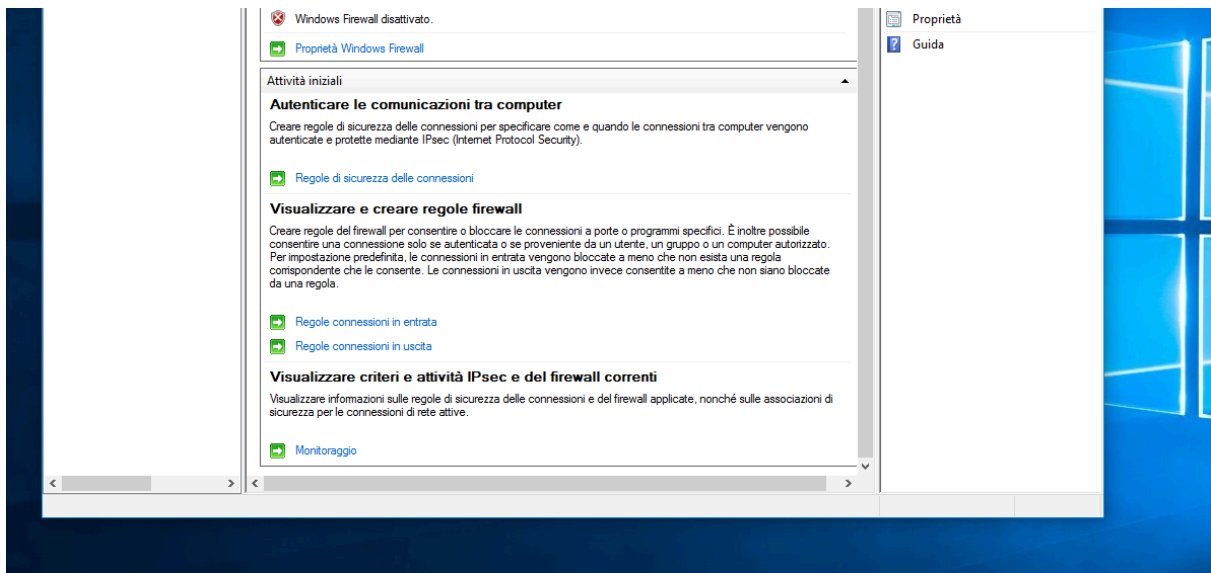 Windows Firewall disattivato.
Proprietà Windows Firewall
Attività iniziali
Autenticare le comunicazioni tra computer
Creare regole di sicurezza delle connessioni per specificare come e quando le connessioni tra computer vengono
autenticate e protette mediante IPsec (Internet Protocol Security).
Regole di sicurezza delle connessioni
Visualizzare e creare regole firewall
Creare regole del firewall per consentire o bloccare le connessioni a porte o programmi specifici. È inoltre possibile
consentire una connessione solo se autenticata o se proveniente da un utente, un gruppo o un computer autorizzato.
Per impostazione predefinita, le connessioni in entrata vengono bloccate a meno che non esista una regola
corrispondente che le consente. Le connessioni in uscita vengono invece consentite a meno che non siano bloccate
da una regola.
Regole connessioni in entrata
Regole connessioni in uscita
Visualizzare criteri e attività IPsec e del firewall correnti
Visualizzare informazioni sulle regole di sicurezza delle connessioni e del firewall applicate, nonché sulle associazioni di
sicurezza per le connessioni di rete attive.
Monitoraggio
Proprietà
Guida